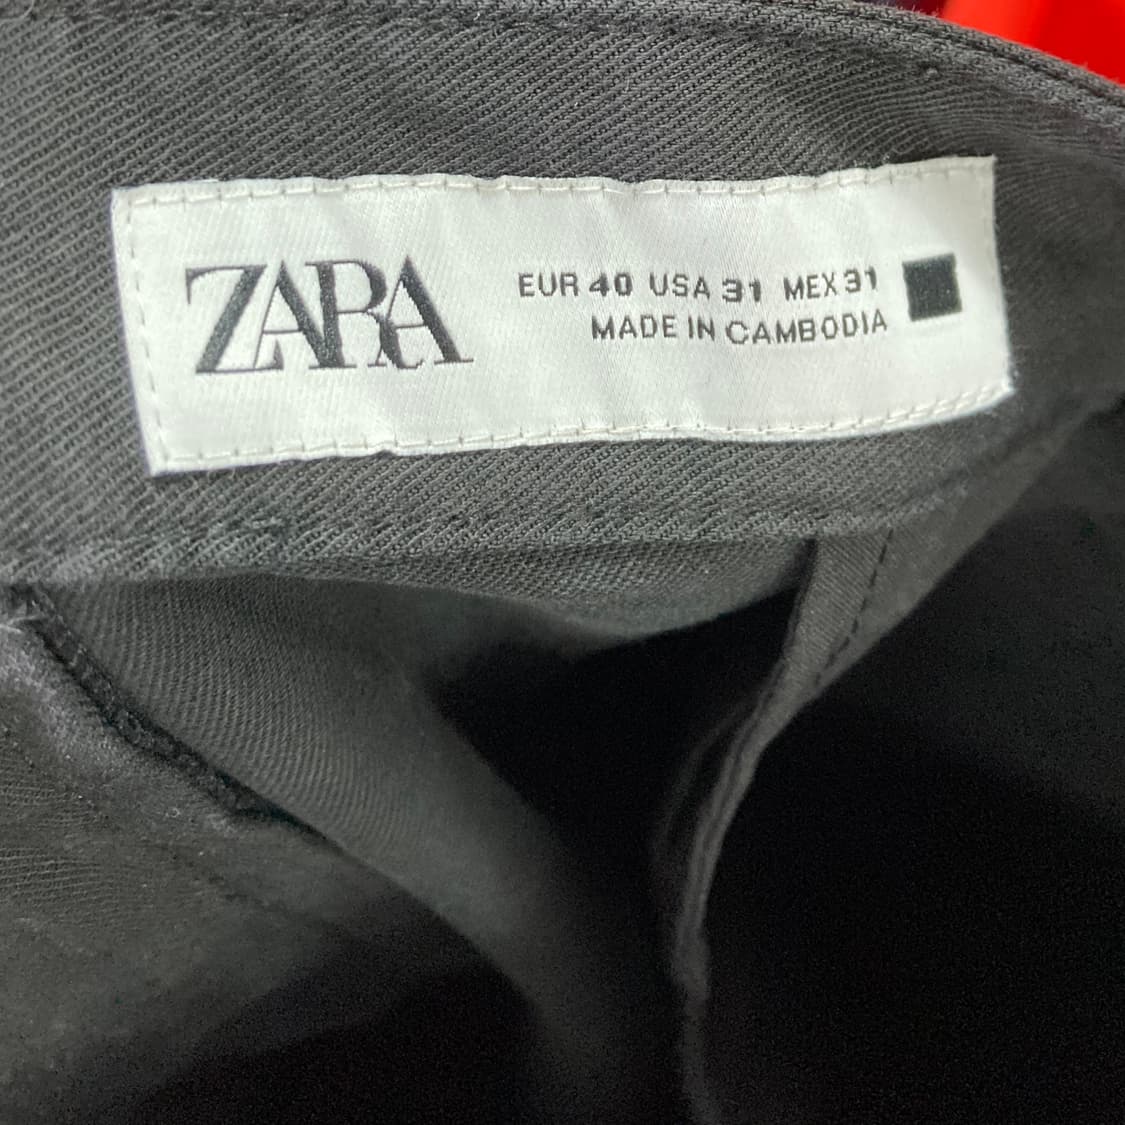 ZARA
EUR 40 USA 31 MEX 31
MADE IN CAMBODIA